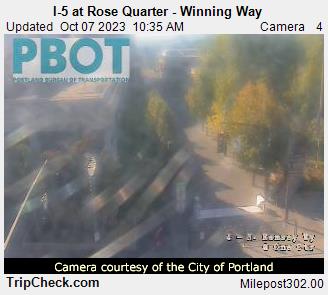 I-5 at Rose Quarter - Winning Way
Updated Oct 07 2023 10:35 AM Camera 4
PBOT
PORTLAND BUREAU OF TRANSPORTATION
Camera courtesy of the City of Portland
TripCheck.com Milepost302.00